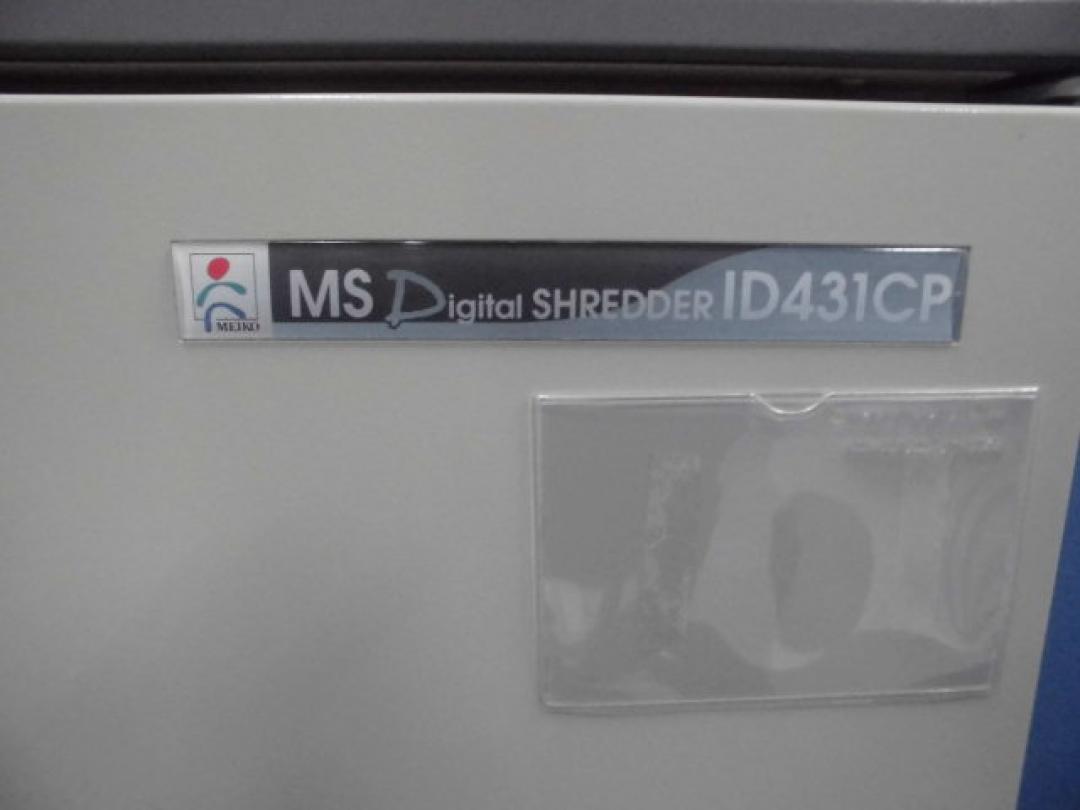 MEIKO
MS Digital SHREDDER ID431CP